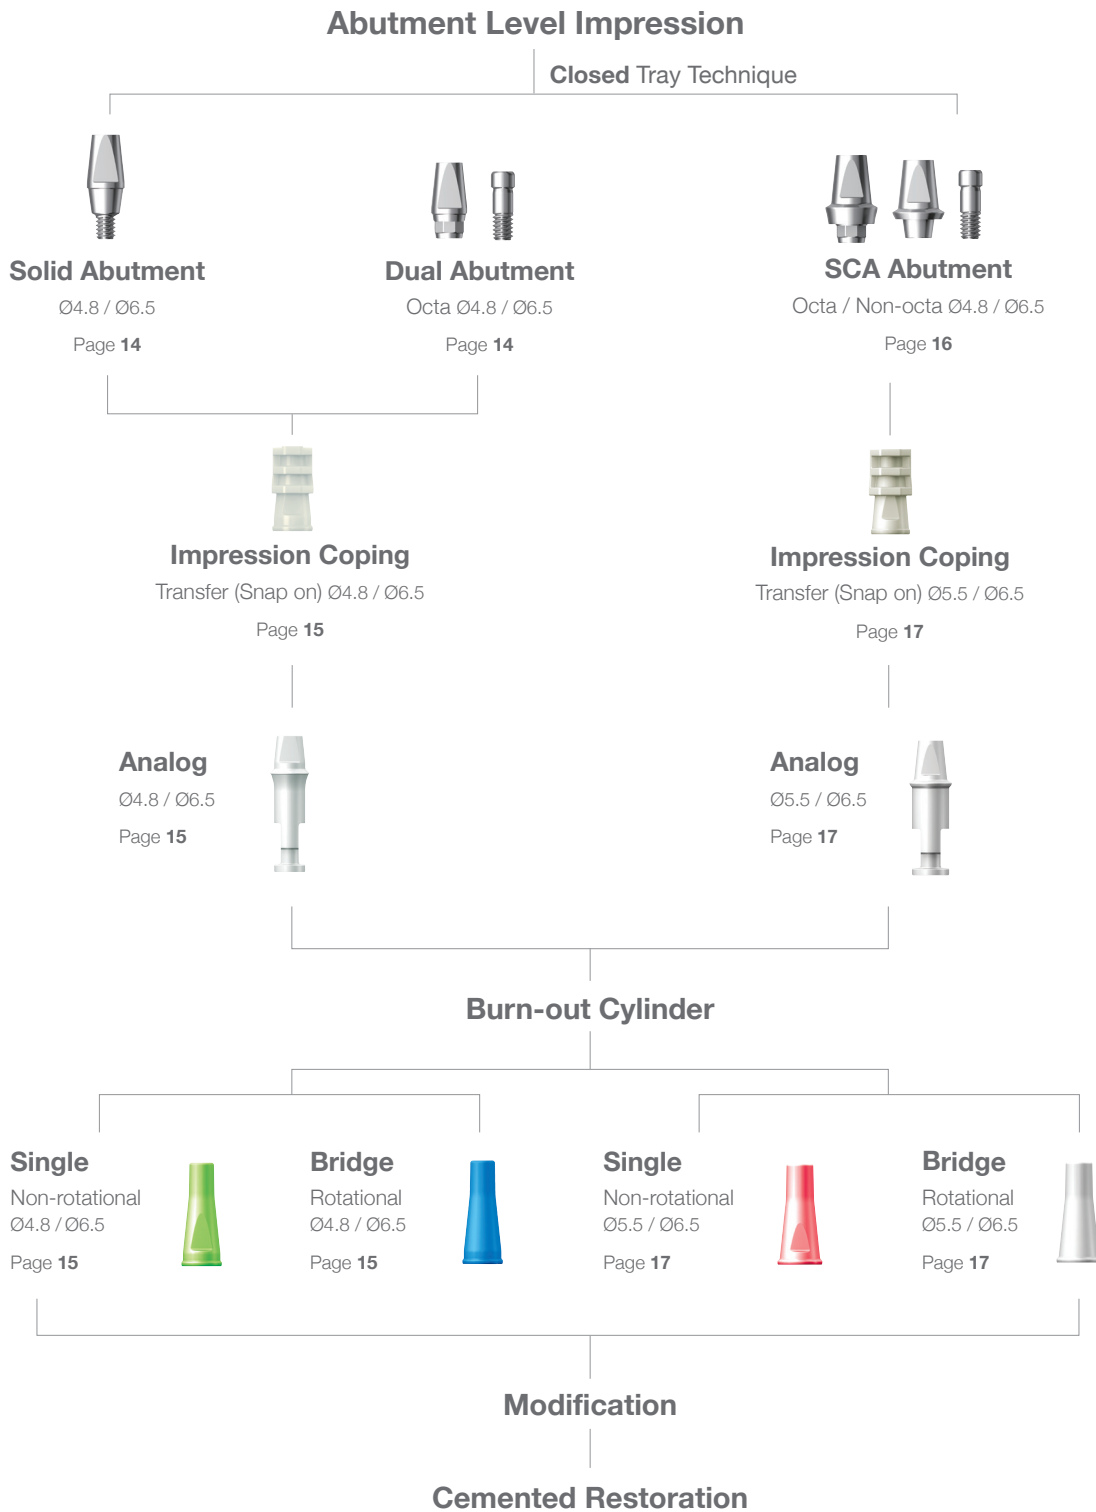 Abutment Level Impression
Closed Tray Technique
Solid Abutment
Ø4.8 / Ø6.5
Page 14
Dual Abutment
Octa Ø4.8 / Ø6.5
Page 14
SCA Abutment
Octa / Non-octa Ø4.8 / Ø6.5
Page 16
Impression Coping
Transfer (Snap on) Ø4.8 / Ø6.5
Page 15
Impression Coping
Transfer (Snap on) Ø5.5 / Ø6.5
Page 17
Analog
Ø4.8 / Ø6.5
Page 15
Analog
Ø5.5 / Ø6.5
Page 17
Burn-out Cylinder
Single
Non-rotational
Ø4.8 / Ø6.5
Page 15
Bridge
Rotational
Ø4.8 / Ø6.5
Page 15
Single
Non-rotational
Ø5.5 / Ø6.5
Page 17
Bridge
Rotational
Ø5.5 / Ø6.5
Page 17
Modification
Cemented Restoration